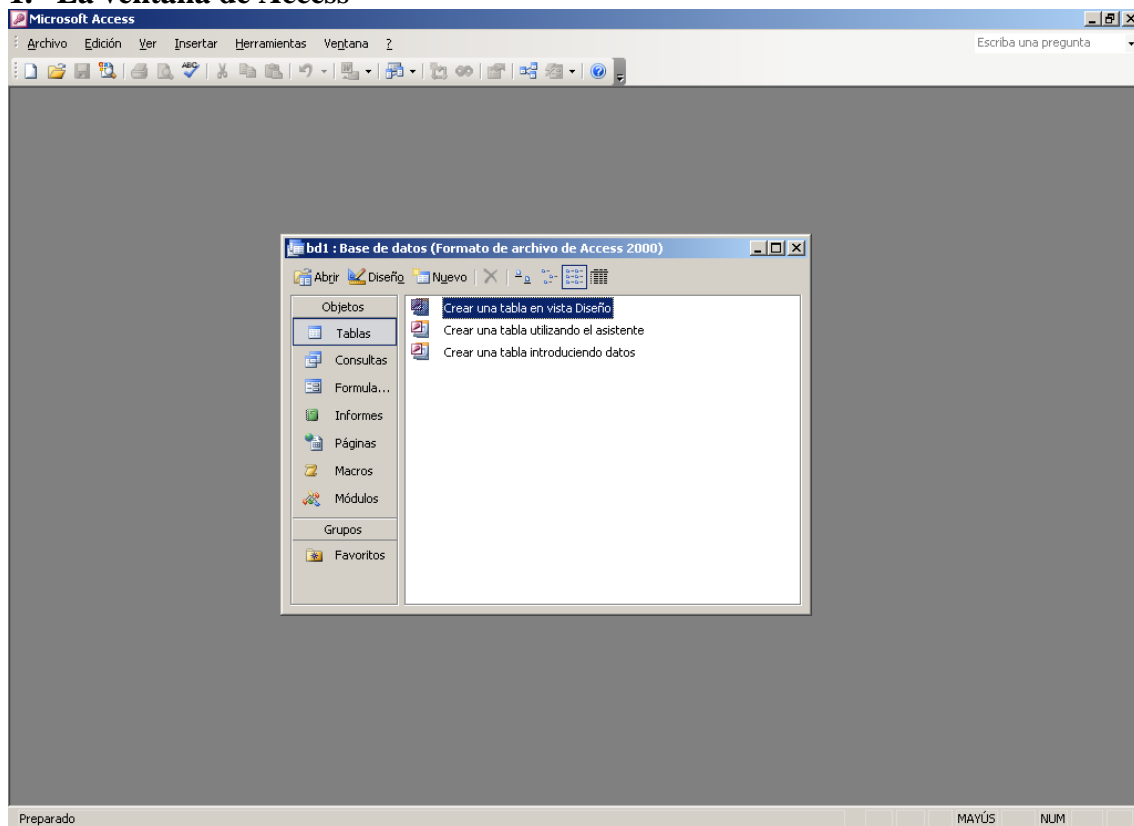 1. La ventana de Access
Microsoft Access
Archivo Edición Ver Insertar Herramientas Ventana ? Escriba una pregunta
bd1 : Base de datos (Formato de archivo de Access 2000)
Abrir Diseño Nuevo
Objetos
Tablas
Consultas
Formula...
Informes
Páginas
Macros
Módulos
Grupos
Favoritos
Crear una tabla en vista Diseño
Crear una tabla utilizando el asistente
Crear una tabla introduciendo datos
Preparado MAYÚS NUM